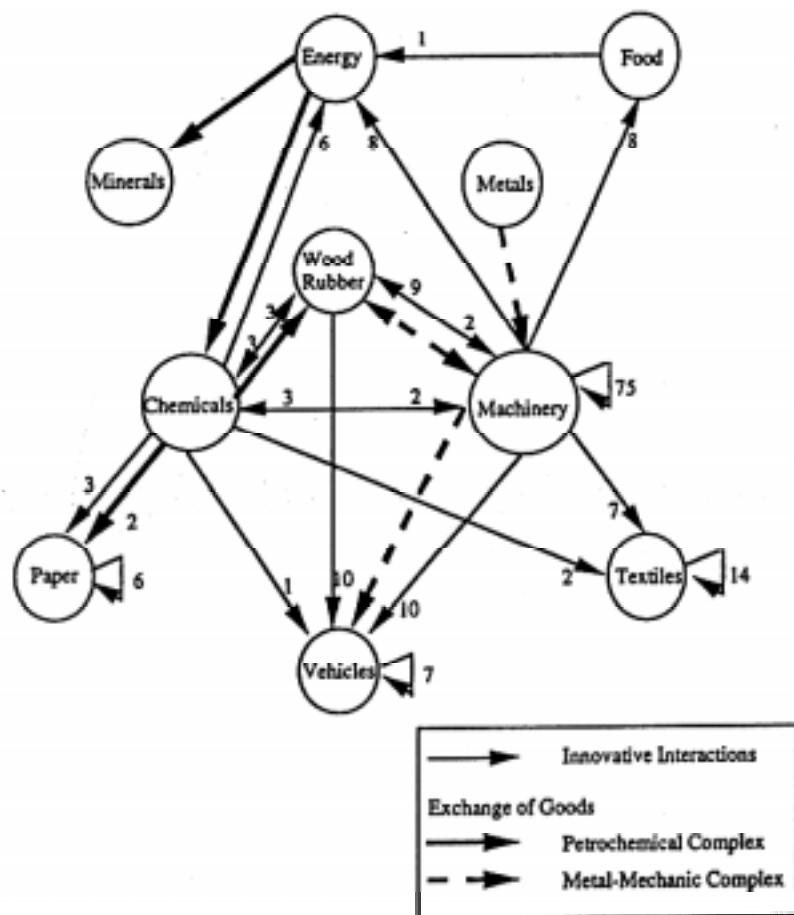 1
Energy
Food
6
8
8
Minerals
Metals
Wood
Rubber
9
3
2
3
Chemicals
3
2
Machinery
75
3
2
7
Paper
6
1
10
10
2
Textiles
14
Vehicles
7
Innovative Interactions
Exchange of Goods
Petrochemical Complex
Metal-Mechanic Complex